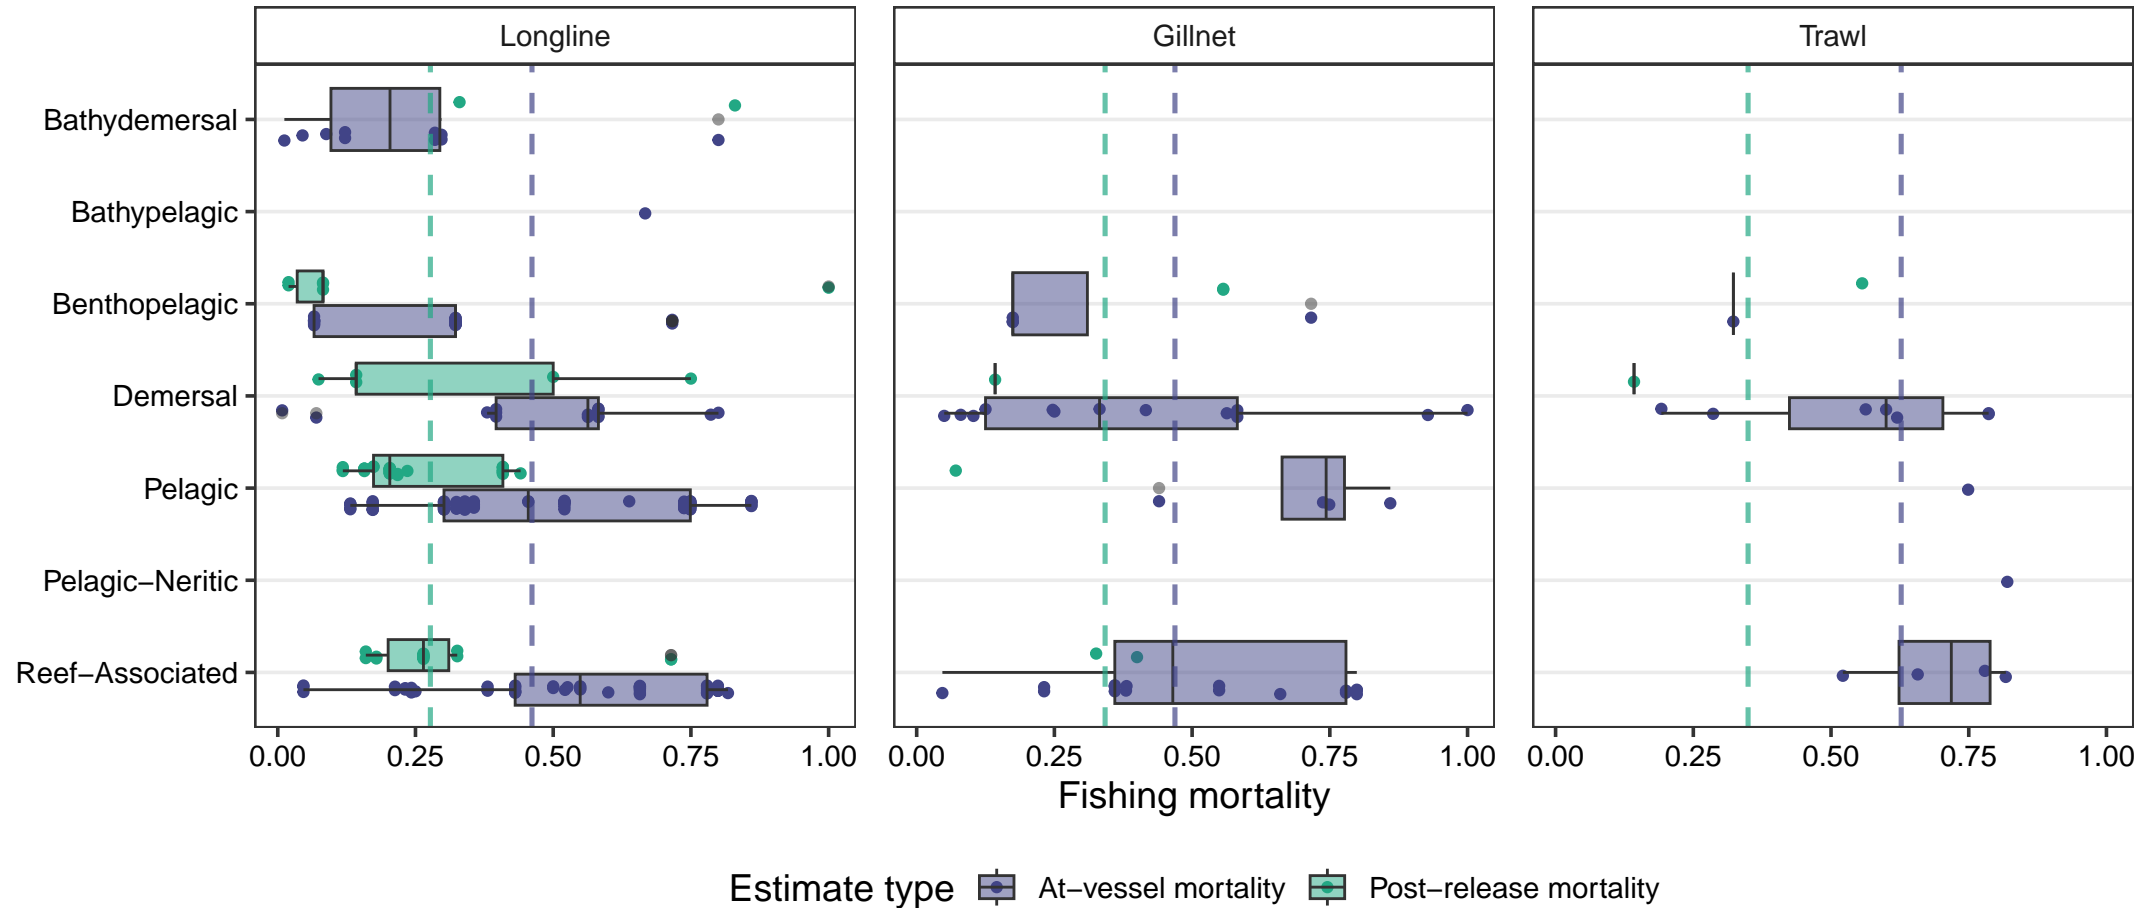 Longline Gillnet Trawl
Bathydemersal
Bathypelagic
Benthopelagic
Demersal
Pelagic
Pelagic−Neritic
Reef−Associated
0.00 0.25 0.50 0.75 1.00 0.00 0.25 0.50 0.75 1.00 0.00 0.25 0.50 0.75 1.00
Fishing mortality
Estimate type At−vessel mortality Post−release mortality